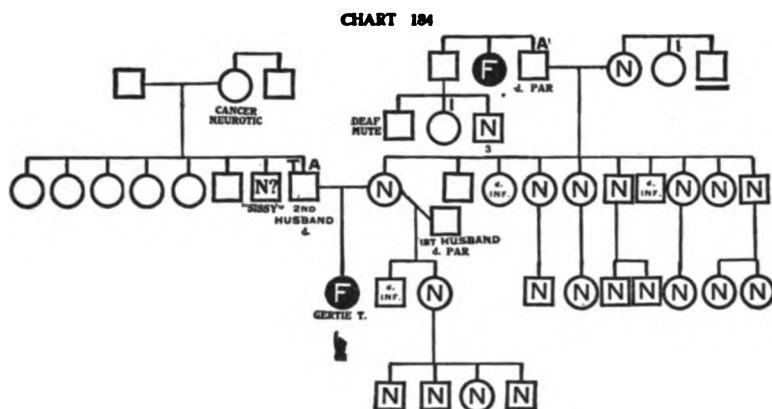 CHART 184
A'
F
N
I
d. PAR
CANCER
NEUROTIC
DEAF
MUTE
I
N
3
T A
N?
N
d.
INF.
N
N
N
d.
INF.
N
N
N
"SISSY"
2ND
HUSBAND
d.
1ST HUSBAND
d. PAR
F
d.
INF.
N
N
N
N
N
N
N
N
GERTIE T.
N
N
N
N